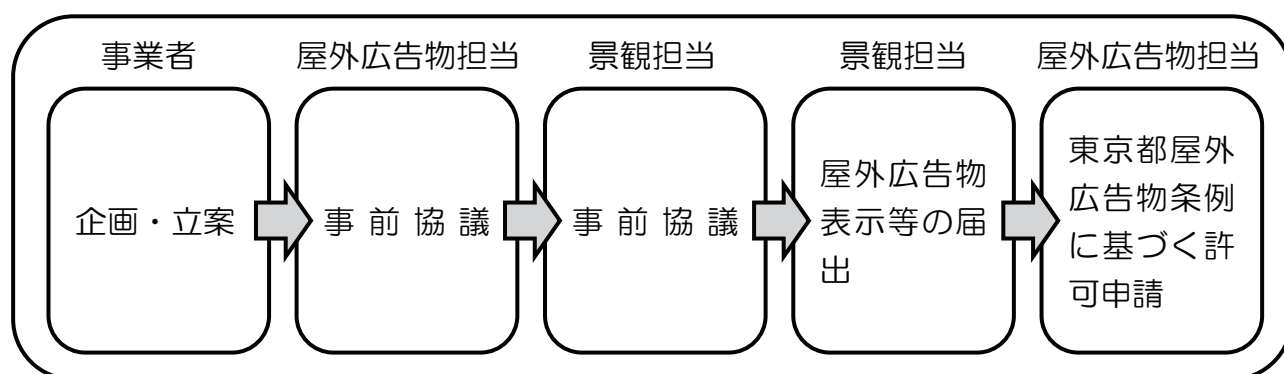 事業者
屋外広告物担当
景観担当
景観担当
屋外広告物担当
企画・立案
事前協議
事前協議
屋外広告物
表示等の届
出
東京都屋外
広告物条例
に基づく許
可申請